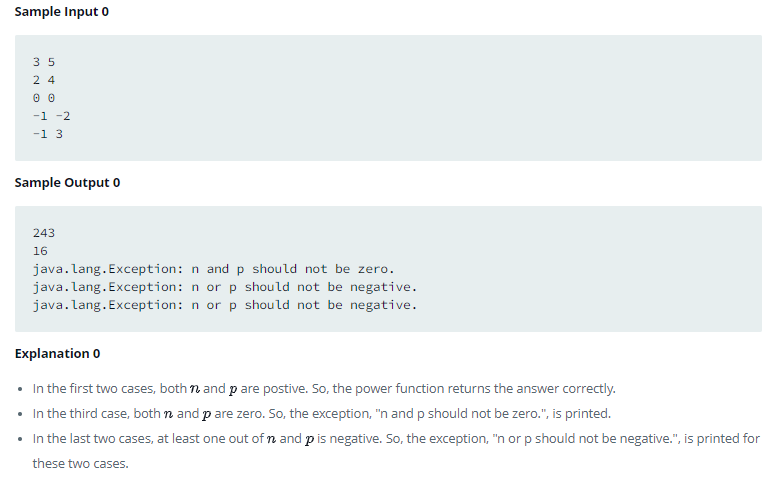 Sample Input 0
3 5
2 4
0 0
-1 -2
-1 3
Sample Output 0
243
16
java.lang.Exception: n and p should not be zero.
java.lang.Exception: n or p should not be negative.
java.lang.Exception: n or p should not be negative.
Explanation 0
• In the first two cases, both n and p are postive. So, the power function returns the answer correctly.
• In the third case, both n and p are zero. So, the exception, "n and p should not be zero.", is printed.
• In the last two cases, at least one out of n and p is negative. So, the exception, "n or p should not be negative.", is printed for
these two cases.